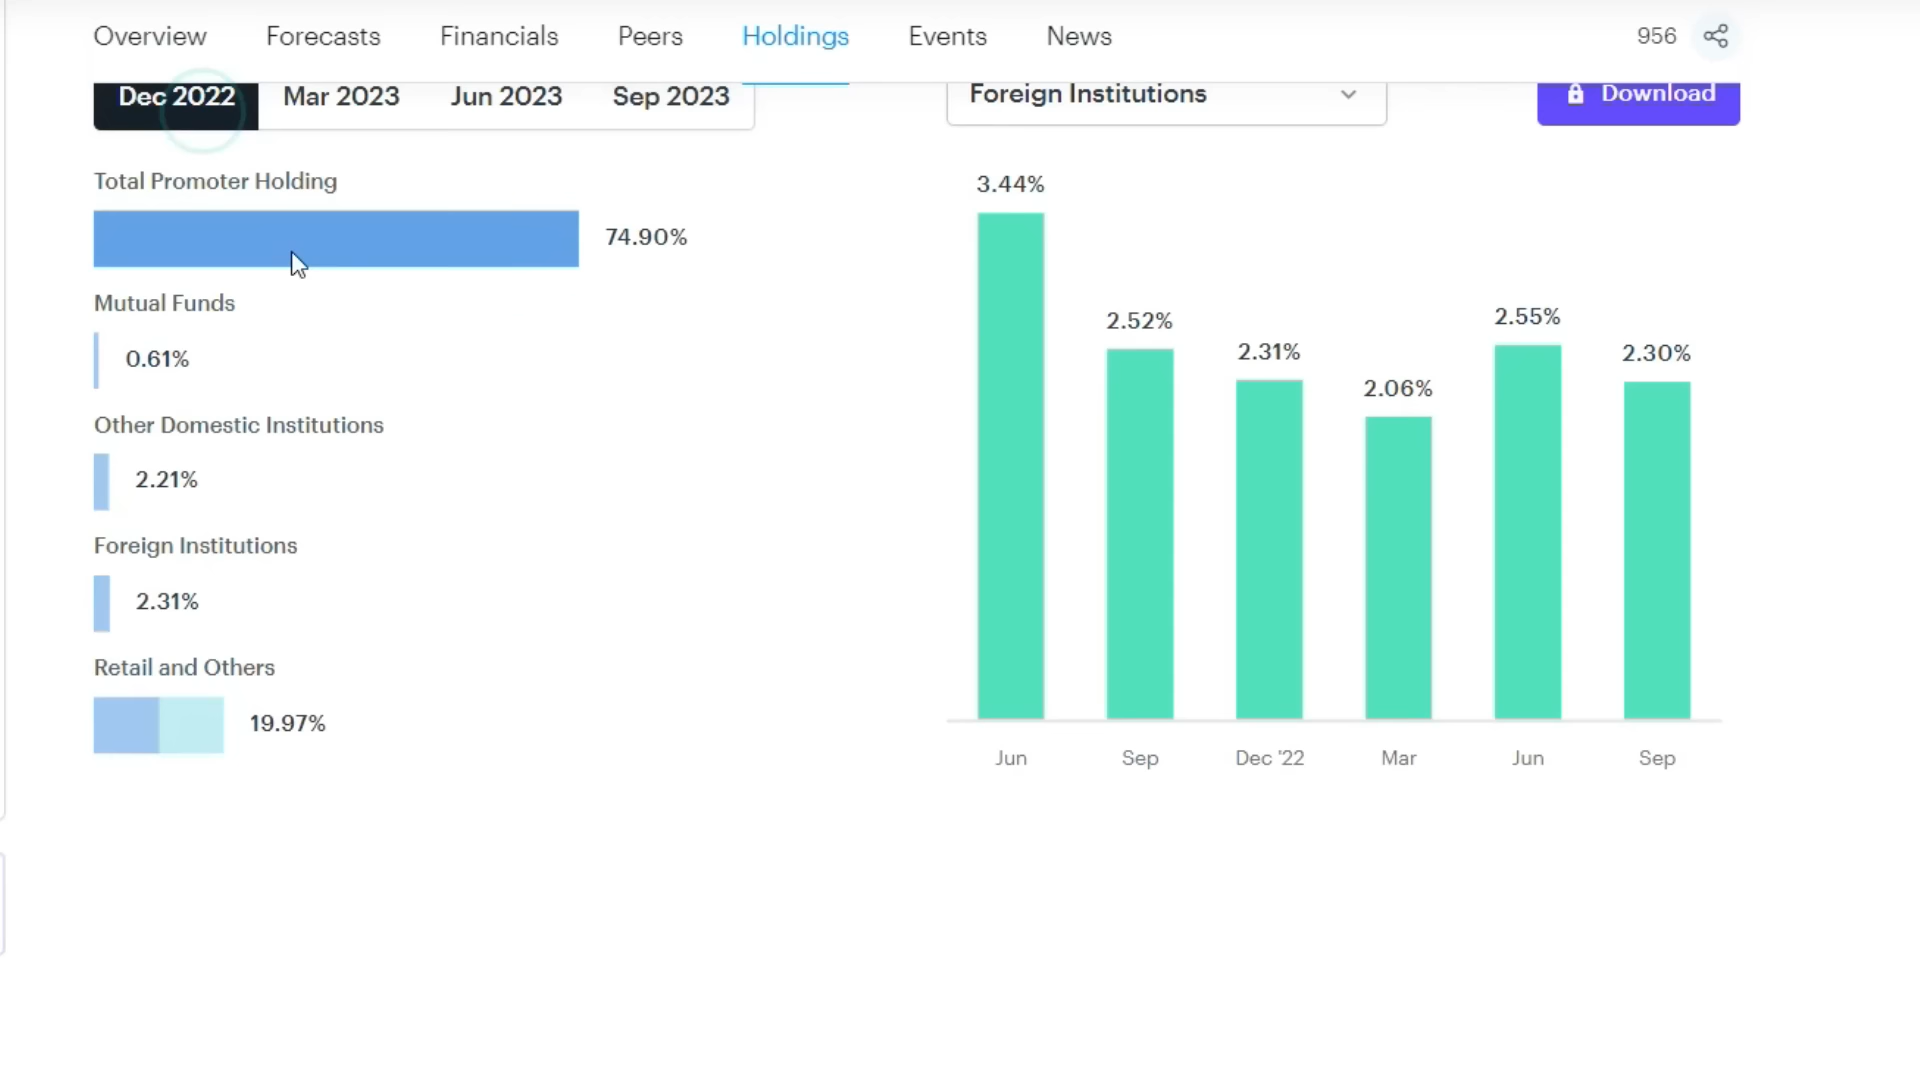 Overview Forecasts Financials Peers Holdings Events News 956
Dec 2022 Mar 2023 Jun 2023 Sep 2023
Foreign Institutions
Download
Total Promoter Holding
74.90%
Mutual Funds
0.61%
Other Domestic Institutions
2.21%
Foreign Institutions
2.31%
Retail and Others
19.97%
3.44%
2.52%
2.31%
2.06%
2.55%
2.30%
Jun Sep Dec '22 Mar Jun Sep